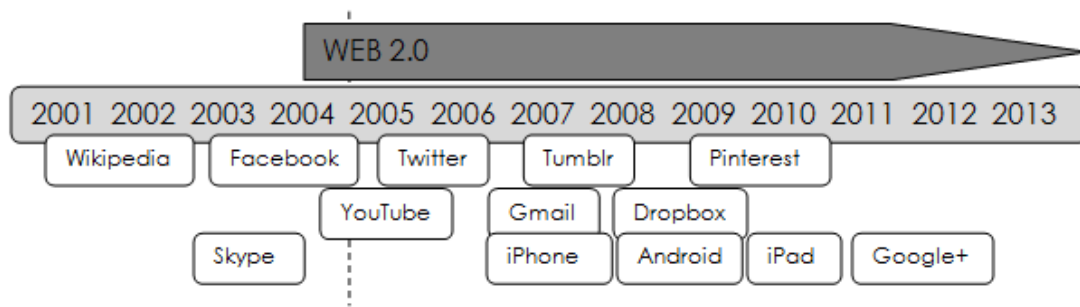 WEB 2.0
2001 2002 2003 2004 2005 2006 2007 2008 2009 2010 2011 2012 2013
Wikipedia Facebook Twitter Tumblr Pinterest
YouTube Gmail Dropbox
Skype iPhone Android iPad Google+